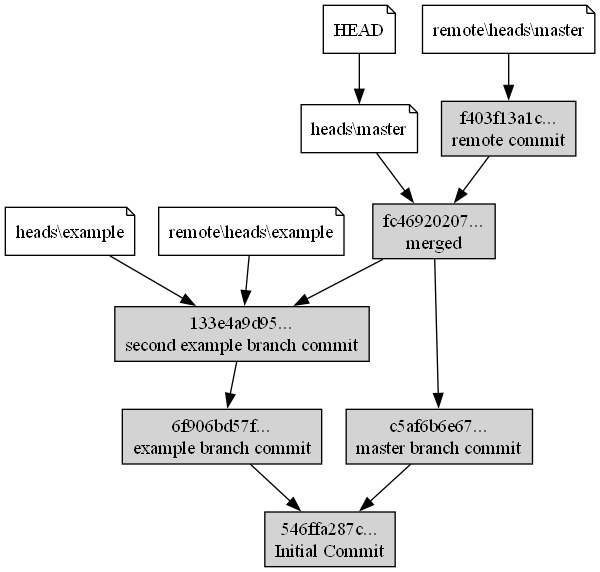 HEAD
remote\heads\master
heads\master
f403f13a1c...
remote commit
heads\example
remote\heads\example
fc46920207...
merged
133e4a9d95...
second example branch commit
6f906bd57f...
example branch commit
c5af6b6e67...
master branch commit
546ffa287c...
Initial Commit